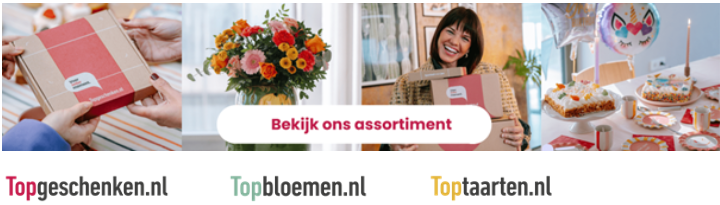 Bekijk ons assortiment
Topgeschenken.nl
Topbloemen.nl
Toptaarten.nl